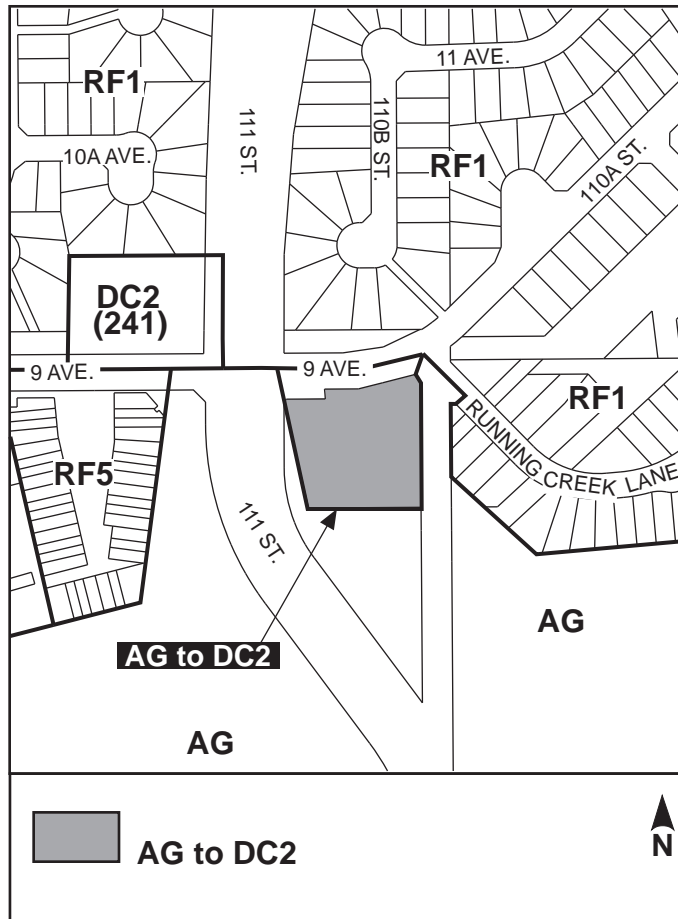 RF1
111 ST.
110B ST.
11 AVE.
10A AVE.
RF1
110A ST.
DC2
(241)
9 AVE.
9 AVE.
RF1
RUNNING CREEK LANE
RF5
111 ST.
AG to DC2
AG
AG
AG to DC2
N